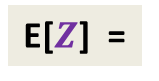 E[Z] =